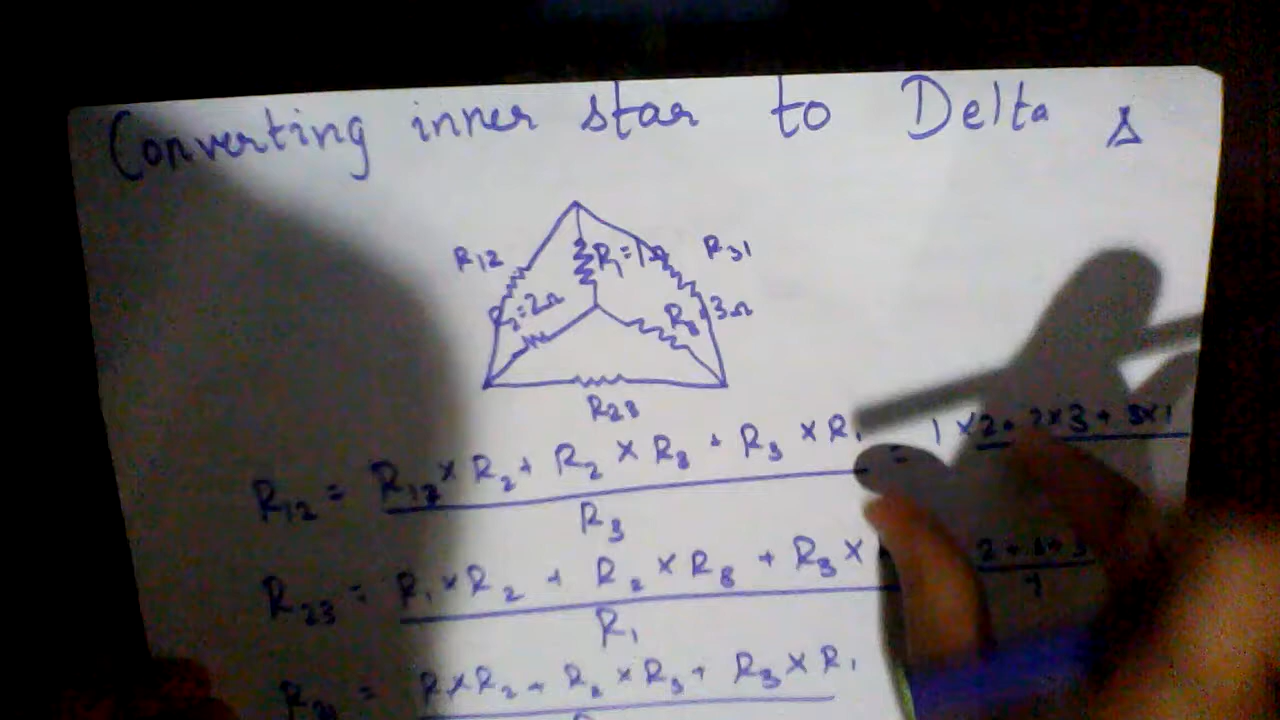 Converting inner star to Delta Δ
R12
R1=1Ω
R31
R2=2Ω
R3 3Ω
R23
R12 = R1 × R2 + R2 × R3 + R3 × R1 = 1 × 2 + 2×3 + 3×1
R3
R23 = R1 × R2 + R2 × R3 + R3 ×
R1
1
= R×R2 + R2 × R3 + R3 × R1